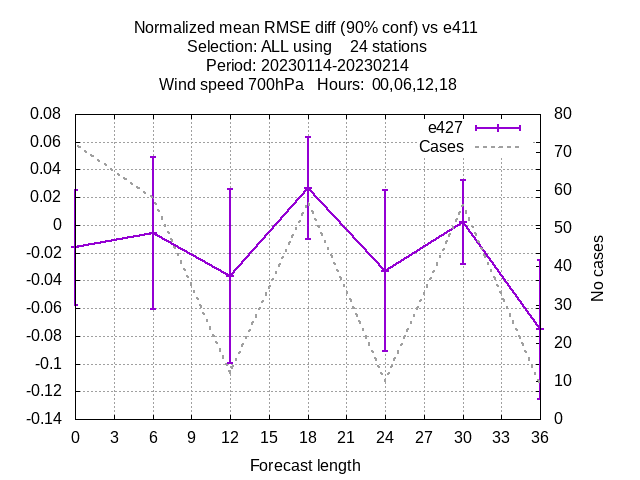 Normalized mean RMSE diff (90% conf) vs e411
Selection: ALL using    24 stations
Period: 20230114-20230214
Wind speed 700hPa   Hours:  00,06,12,18
e427
Cases
0.08
0.06
0.04
0.02
0
-0.02
-0.04
-0.06
-0.08
-0.1
-0.12
-0.14
80
70
60
50
40
30
20
10
0
No cases
0 3 6 9 12 15 18 21 24 27 30 33 36
Forecast length